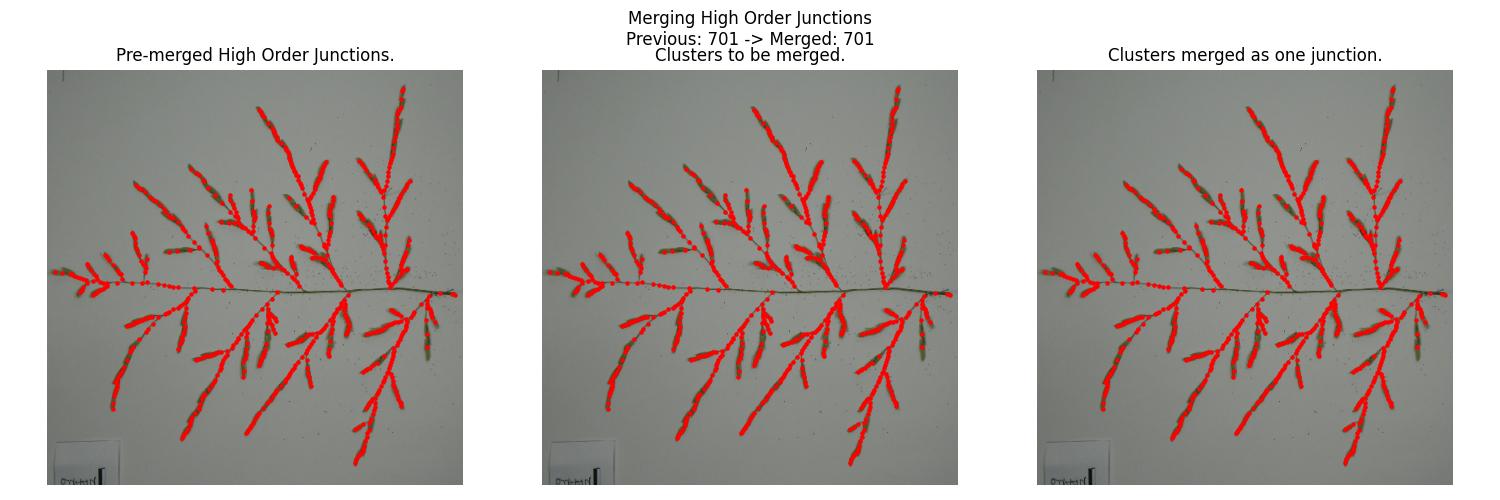 Merging High Order Junctions
Previous: 701 -> Merged: 701
Pre-merged High Order Junctions.
Clusters to be merged.
Clusters merged as one junction.